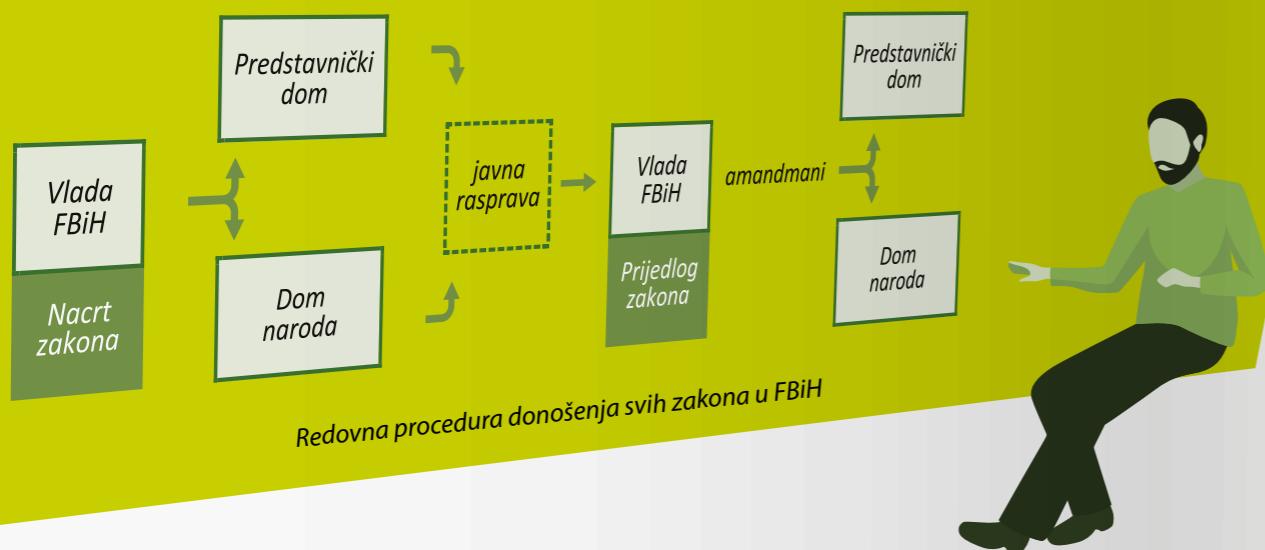 Vlada
FBiH
Nacrt
zakona
Predstavnički
dom
Dom
naroda
javna
rasprava
Vlada
FBiH
Prijedlog
zakona
amandmani
Predstavnički
dom
Dom
naroda
Redovna procedura donošenja svih zakona u FBiH